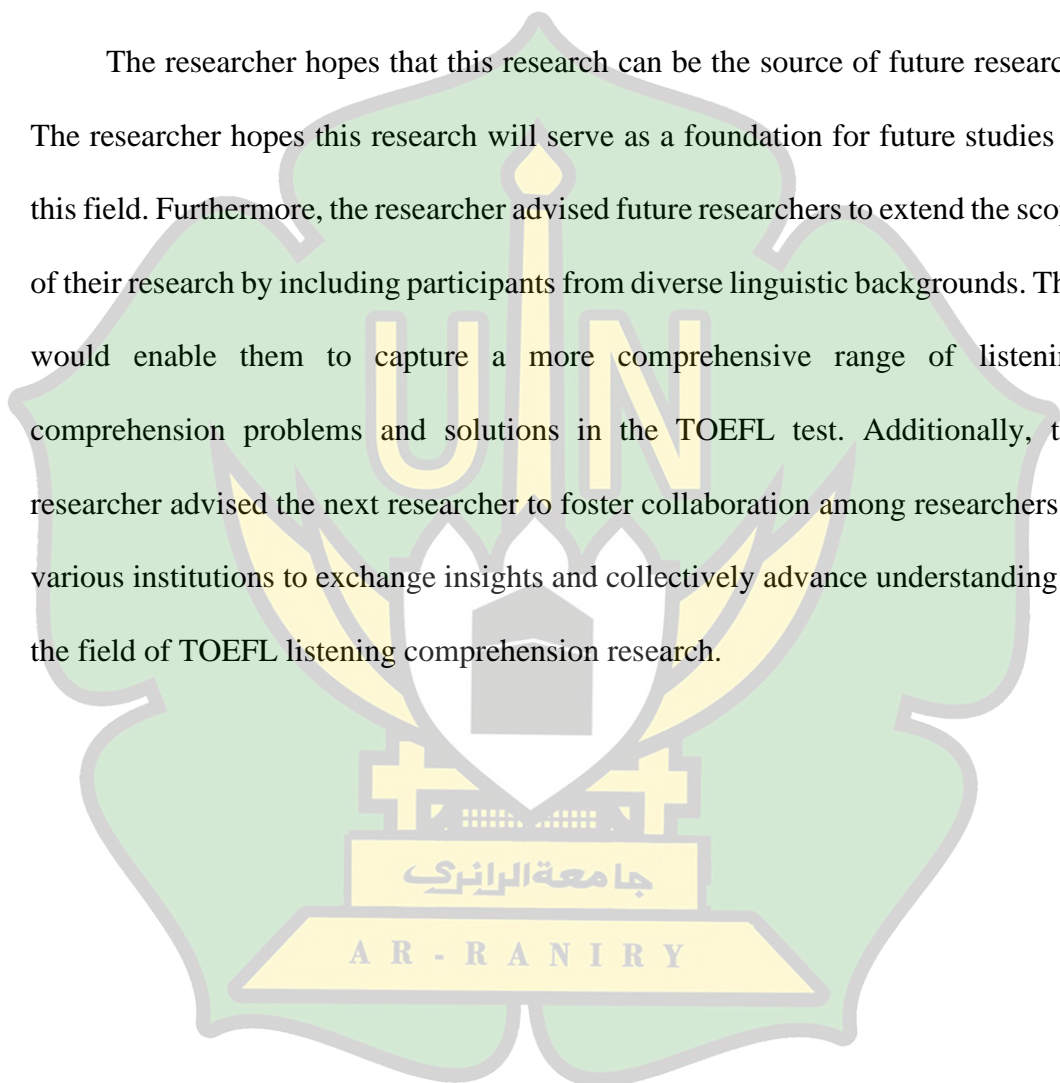 The researcher hopes that this research can be the source of future researc
The researcher hopes this research will serve as a foundation for future studies
this field. Furthermore, the researcher advised future researchers to extend the sco
of their research by including participants from diverse linguistic backgrounds. Th
would enable them to capture a more comprehensive range of listenin
comprehension problems and solutions in the TOEFL test. Additionally, t
researcher advised the next researcher to foster collaboration among researchers
various institutions to exchange insights and collectively advance understanding
the field of TOEFL listening comprehension research.
UIN
جامعة الرانري
AR-RANIRY